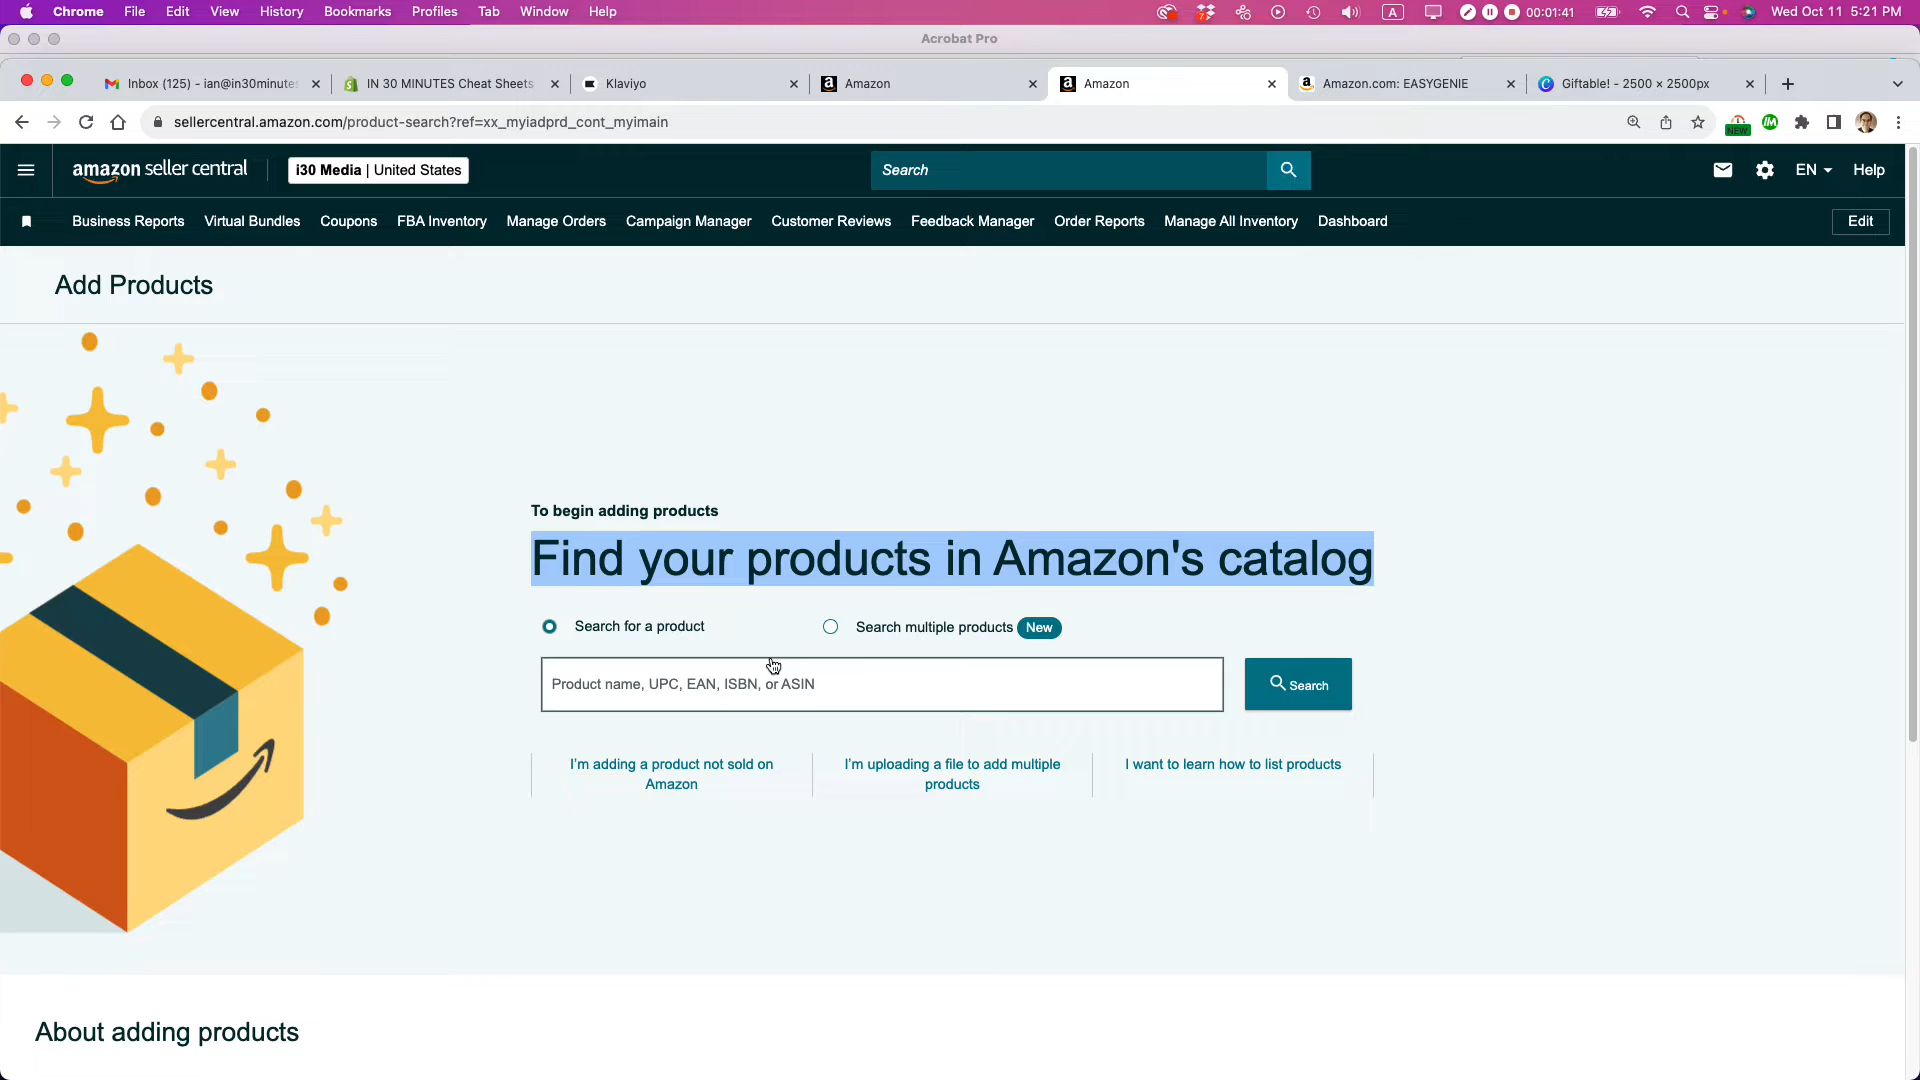 Chrome File Edit View History Bookmarks Profiles Tab Window Help 7 A 00:01:41 Wed Oct 11 5:21 PM
Acrobat Pro
Inbox (125) - ian@in30minute IN 30 MINUTES Cheat Sheets Klaviyo Amazon Amazon Amazon.com: EASYGENIE Giftable! - 2500 × 2500px
sellercentral.amazon.com/product-search?ref=xx_myiadprd_cont_myimain NEW
amazon seller central i30 Media | United States Search EN Help
Business Reports Virtual Bundles Coupons FBA Inventory Manage Orders Campaign Manager Customer Reviews Feedback Manager Order Reports Manage All Inventory Dashboard Edit
Add Products
To begin adding products
Find your products in Amazon's catalog
Search for a product Search multiple products New
Product name, UPC, EAN, ISBN, or ASIN Search
I'm adding a product not sold on Amazon
I'm uploading a file to add multiple products
I want to learn how to list products
About adding products